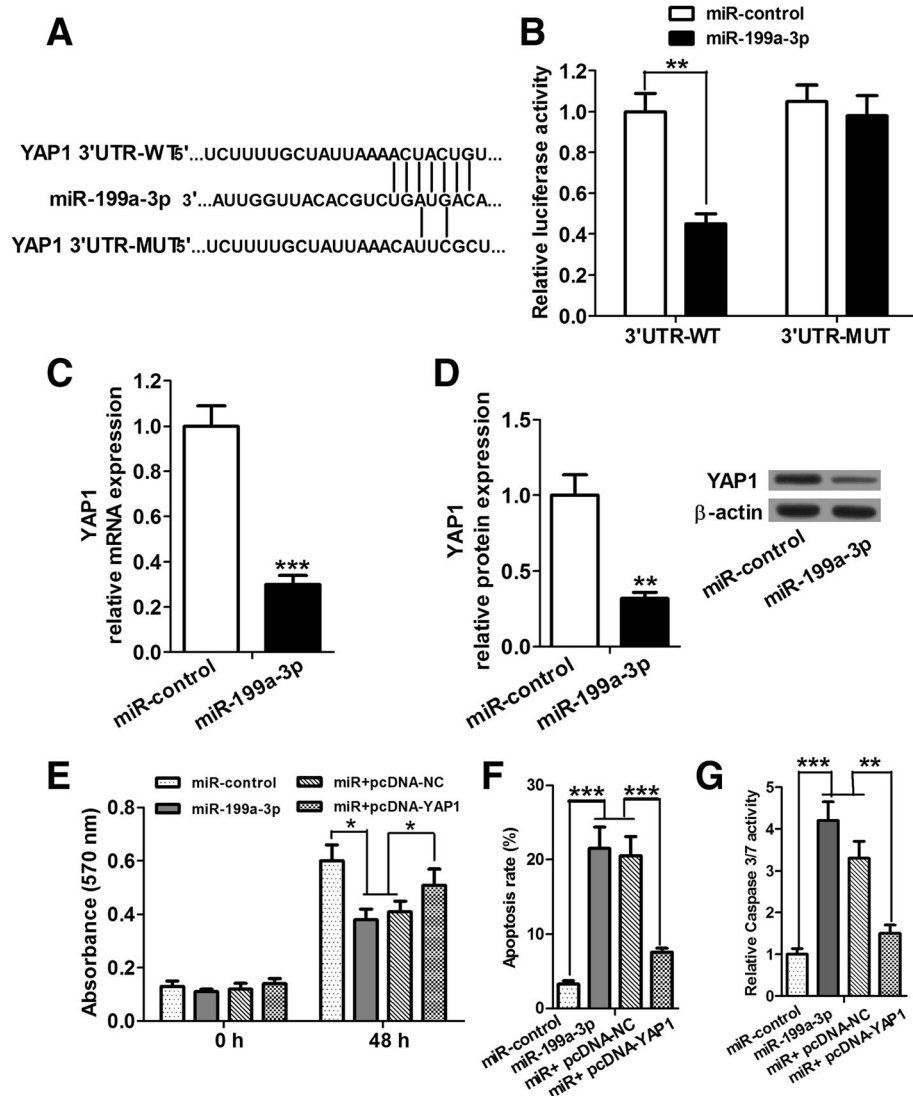 A
YAP1 3'UTR-WT 5' ...UCUUUUGCUAUUAAAACUACUGU...
miR-199a-3p 3' ...AUUGGUUACACGUCUGAUGACA...
YAP1 3'UTR-MUT 5' ...UCUUUUGCUAUUAAACAUUCGCU...
B
miR-control
miR-199a-3p
Relative luciferase activity
1.2
1.0
0.8
0.6
0.4
0.2
0.0
**
3'UTR-WT
3'UTR-MUT
C
YAP1
relative mRNA expression
1.2
1.0
0.8
0.6
0.4
0.2
0.0
***
miR-control
miR-199a-3p
D
YAP1
relative protein expression
1.5
1.0
0.5
0.0
**
miR-control
miR-199a-3p
YAP1
β-actin
miR-control
miR-199a-3p
E
miR-control
miR-199a-3p
miR+pcDNA-NC
miR+pcDNA-YAP1
Absorbance (570 nm)
0.8
0.6
0.4
0.2
0.0
*
*
0 h
48 h
F
Apoptosis rate (%)
30
20
10
0
***
***
miR-control
miR-199a-3p
miR+ pcDNA-NC
miR+ pcDNA-YAP1
G
Relative Caspase 3/7 activity
5
4
3
2
1
0
***
**
miR-control
miR-199a-3p
miR+ pcDNA-NC
miR+ pcDNA-YAP1